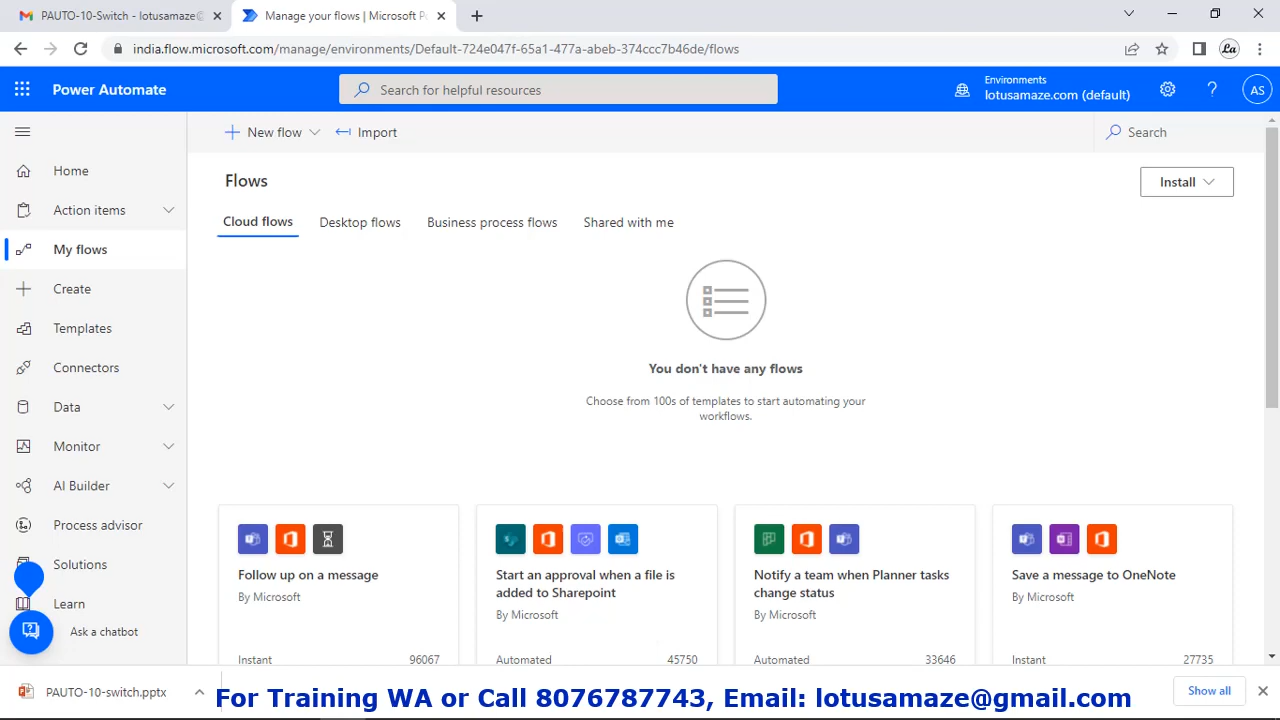 PAUTO-10-Switch - lotusamaze@
Manage your flows | Microsoft P
india.flow.microsoft.com/manage/environments/Default-724e047f-65a1-477a-abeb-374ccc7b46de/flows
La
Power Automate
Search for helpful resources
Environments
lotusamaze.com (default)
AS
New flow
Import
Search
Home
Action items
My flows
Create
Templates
Connectors
Data
Monitor
AI Builder
Process advisor
Solutions
Learn
Ask a chatbot
Flows
Install
Cloud flows
Desktop flows
Business process flows
Shared with me
You don't have any flows
Choose from 100s of templates to start automating your
workflows.
Follow up on a message
By Microsoft
Instant 96067
Start an approval when a file is
added to Sharepoint
By Microsoft
Automated 45750
Notify a team when Planner tasks
change status
By Microsoft
Automated 33646
Save a message to OneNote
By Microsoft
Instant 27735
PAUTO-10-switch.pptx
For Training WA or Call 8076787743, Email: lotusamaze@gmail.com
Show all